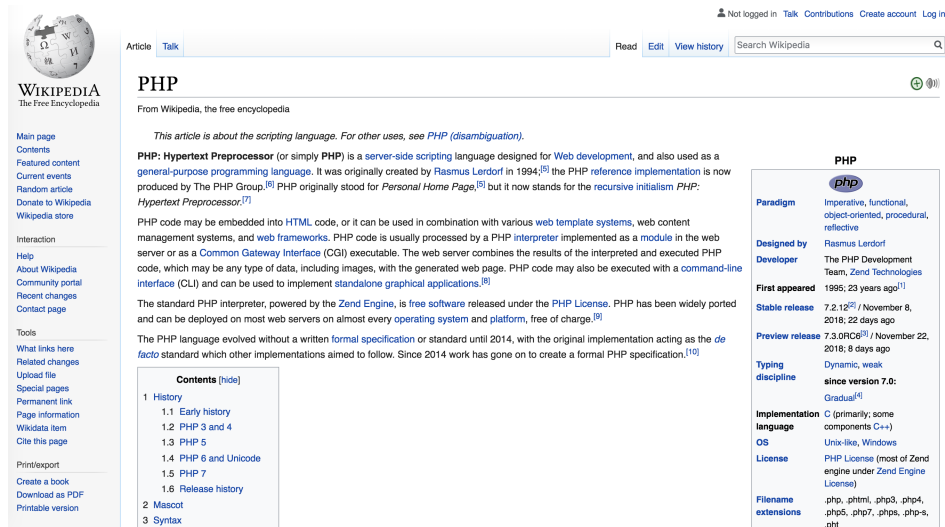 Not logged in Talk Contributions Create account Log in
Article Talk
Read Edit View history Search Wikipedia
WIKIPEDIA
The Free Encyclopedia
Main page
Contents
Featured content
Current events
Random article
Donate to Wikipedia
Wikipedia store
Interaction
Help
About Wikipedia
Community portal
Recent changes
Contact page
Tools
What links here
Related changes
Upload file
Special pages
Permanent link
Page information
Wikidata item
Cite this page
Print/export
Create a book
Download as PDF
Printable version
PHP
From Wikipedia, the free encyclopedia
This article is about the scripting language. For other uses, see PHP (disambiguation).
PHP: Hypertext Preprocessor (or simply PHP) is a server-side scripting language designed for Web development, and also used as a
general-purpose programming language. It was originally created by Rasmus Lerdorf in 1994;[5] the PHP reference implementation is now
produced by The PHP Group.[6] PHP originally stood for Personal Home Page,[5] but it now stands for the recursive initialism PHP:
Hypertext Preprocessor.[7]
PHP code may be embedded into HTML code, or it can be used in combination with various web template systems, web content
management systems, and web frameworks. PHP code is usually processed by a PHP interpreter implemented as a module in the web
server or as a Common Gateway Interface (CGI) executable. The web server combines the results of the interpreted and executed PHP
code, which may be any type of data, including images, with the generated web page. PHP code may also be executed with a command-line
interface (CLI) and can be used to implement standalone graphical applications.[8]
The standard PHP interpreter, powered by the Zend Engine, is free software released under the PHP License. PHP has been widely ported
and can be deployed on most web servers on almost every operating system and platform, free of charge.[9]
The PHP language evolved without a written formal specification or standard until 2014, with the original implementation acting as the de
facto standard which other implementations aimed to follow. Since 2014 work has gone on to create a formal PHP specification.[10]
Contents [hide]
1 History
1.1 Early history
1.2 PHP 3 and 4
1.3 PHP 5
1.4 PHP 6 and Unicode
1.5 PHP 7
1.6 Release history
2 Mascot
3 Syntax
PHP
php
Paradigm Imperative, functional,
object-oriented, procedural,
reflective
Designed by Rasmus Lerdorf
Developer The PHP Development
Team, Zend Technologies
First appeared 1995; 23 years ago[1]
Stable release 7.2.12[2] / November 8,
2018; 22 days ago
Preview release 7.3.0RC6[3] / November 22,
2018; 8 days ago
Typing Dynamic, weak
discipline since version 7.0:
Gradual[4]
Implementation C (primarily; some
language components C++)
OS Unix-like, Windows
License PHP License (most of Zend
engine under Zend Engine
License)
Filename .php, .phtml, .php3, .php4,
extensions .php5, .php7, .phps, .php-s,
.pht